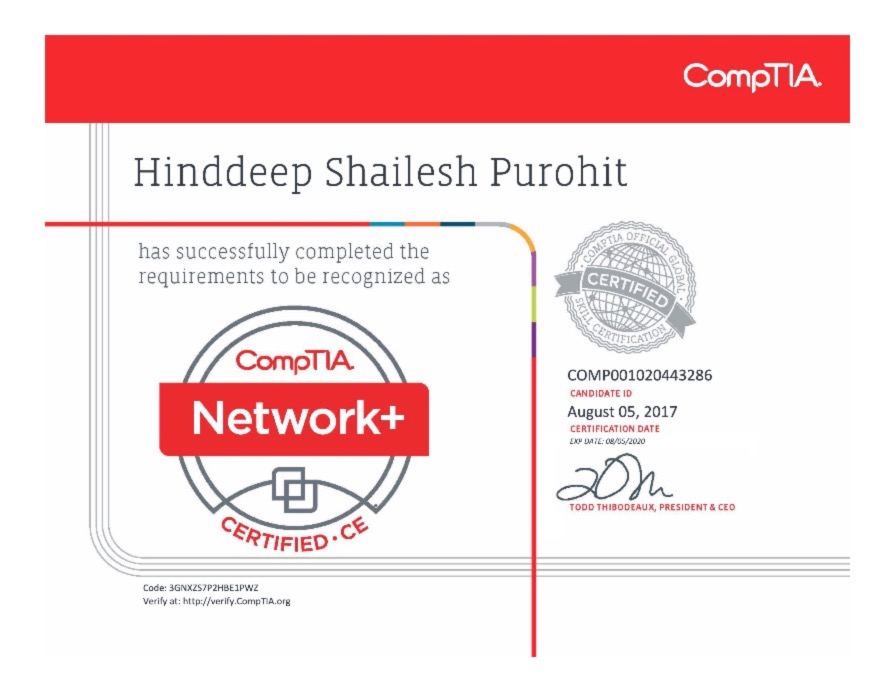 CompTIA.
Hinddeep Shailesh Purohit
has successfully completed the
requirements to be recognized as
COMPTIA OFFICIAL GLOBAL
CERTIFIED
SKILL CERTIFICATION
CompTIA
Network+
CERTIFIED · CE
COMP001020443286
CANDIDATE ID
August 05, 2017
CERTIFICATION DATE
EXP DATE: 08/05/2020
TODD THIBODEAUX, PRESIDENT & CEO
Code: 3GNXZS7P2HBE1PWZ
Verify at: http://verify.CompTIA.org